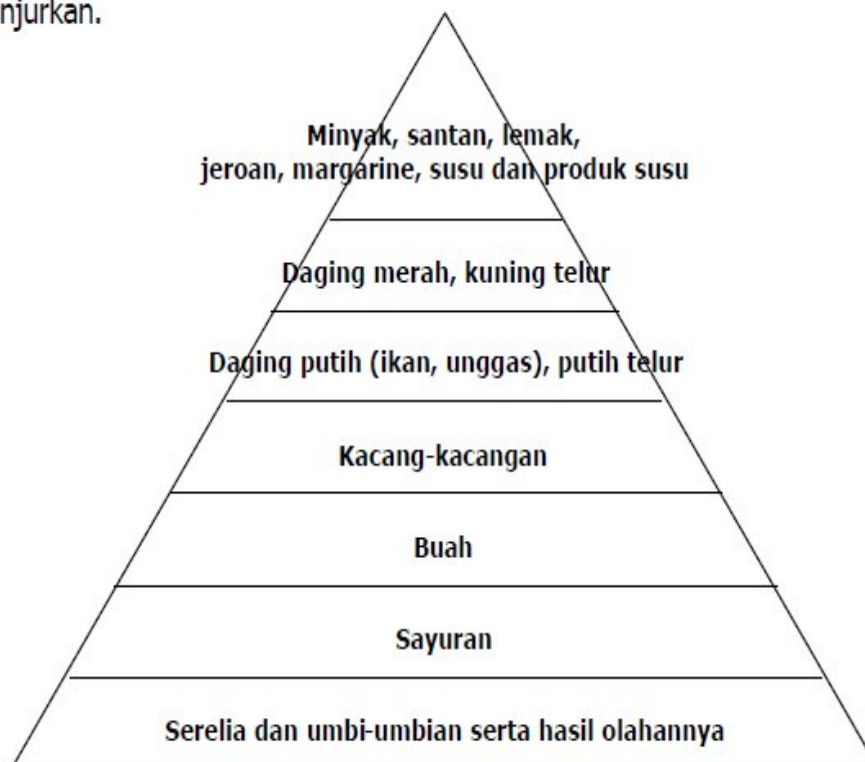 njurkan.
Minyak, santan, lemak,
jeroan, margarine, susu dan produk susu
Daging merah, kuning telur
Daging putih (ikan, unggas), putih telur
Kacang-kacangan
Buah
Sayuran
Serelia dan umbi-umbian serta hasil olahannya